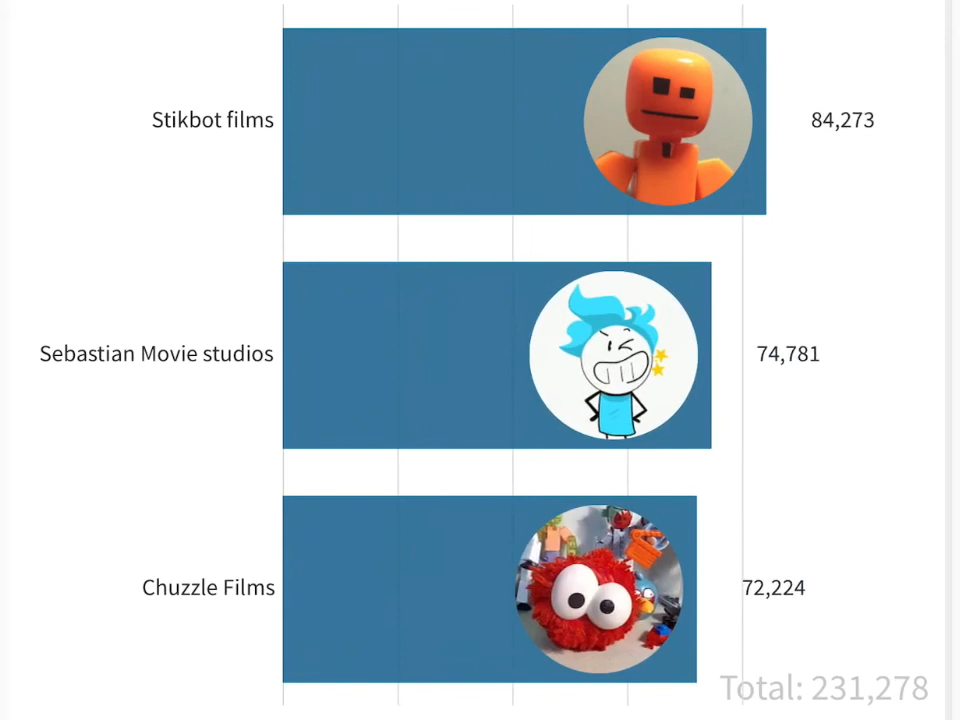 Stikbot films 84,273
Sebastian Movie studios 74,781
Chuzzle Films 72,224
Total: 231,278